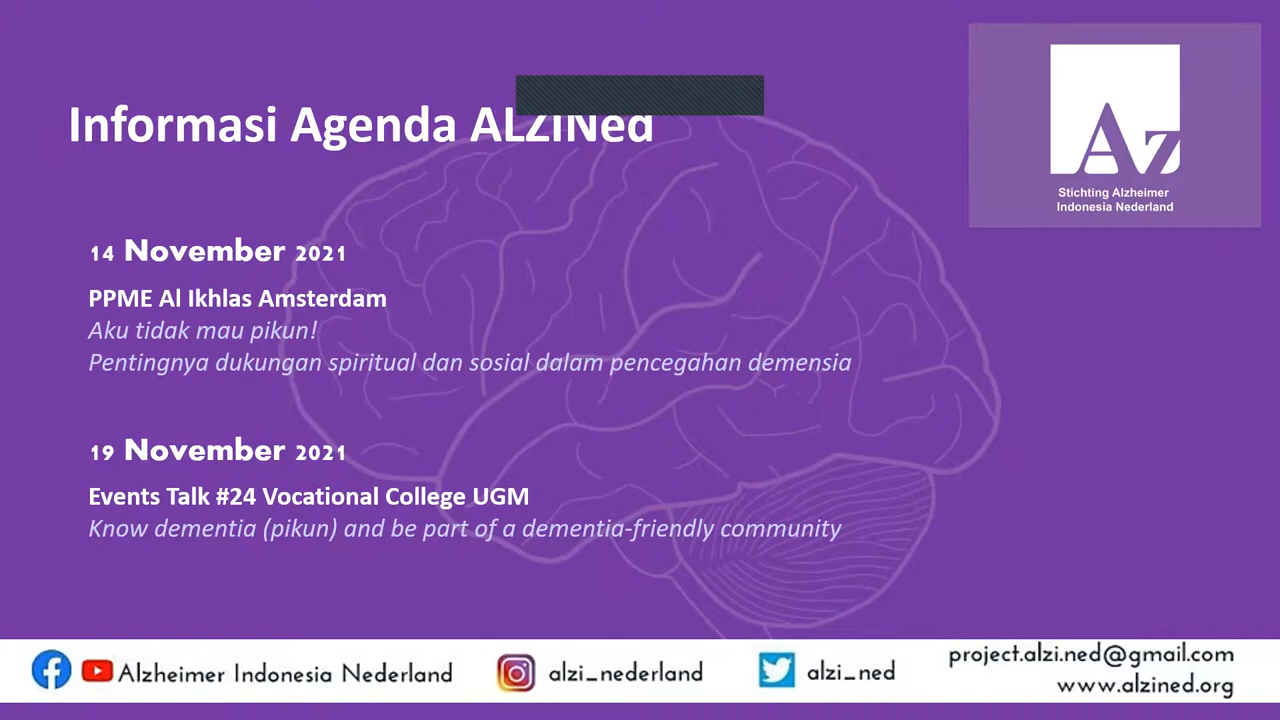 Informasi Agenda ALZINed
Az
Stichting Alzheimer
Indonesia Nederland
14 November 2021
PPME Al Ikhlas Amsterdam
Aku tidak mau pikun!
Pentingnya dukungan spiritual dan sosial dalam pencegahan demensia
19 November 2021
Events Talk #24 Vocational College UGM
Know dementia (pikun) and be part of a dementia-friendly community
Alzheimer Indonesia Nederland
alzi_nederland
alzi_ned
project.alzi.ned@gmail.com
www.alzined.org